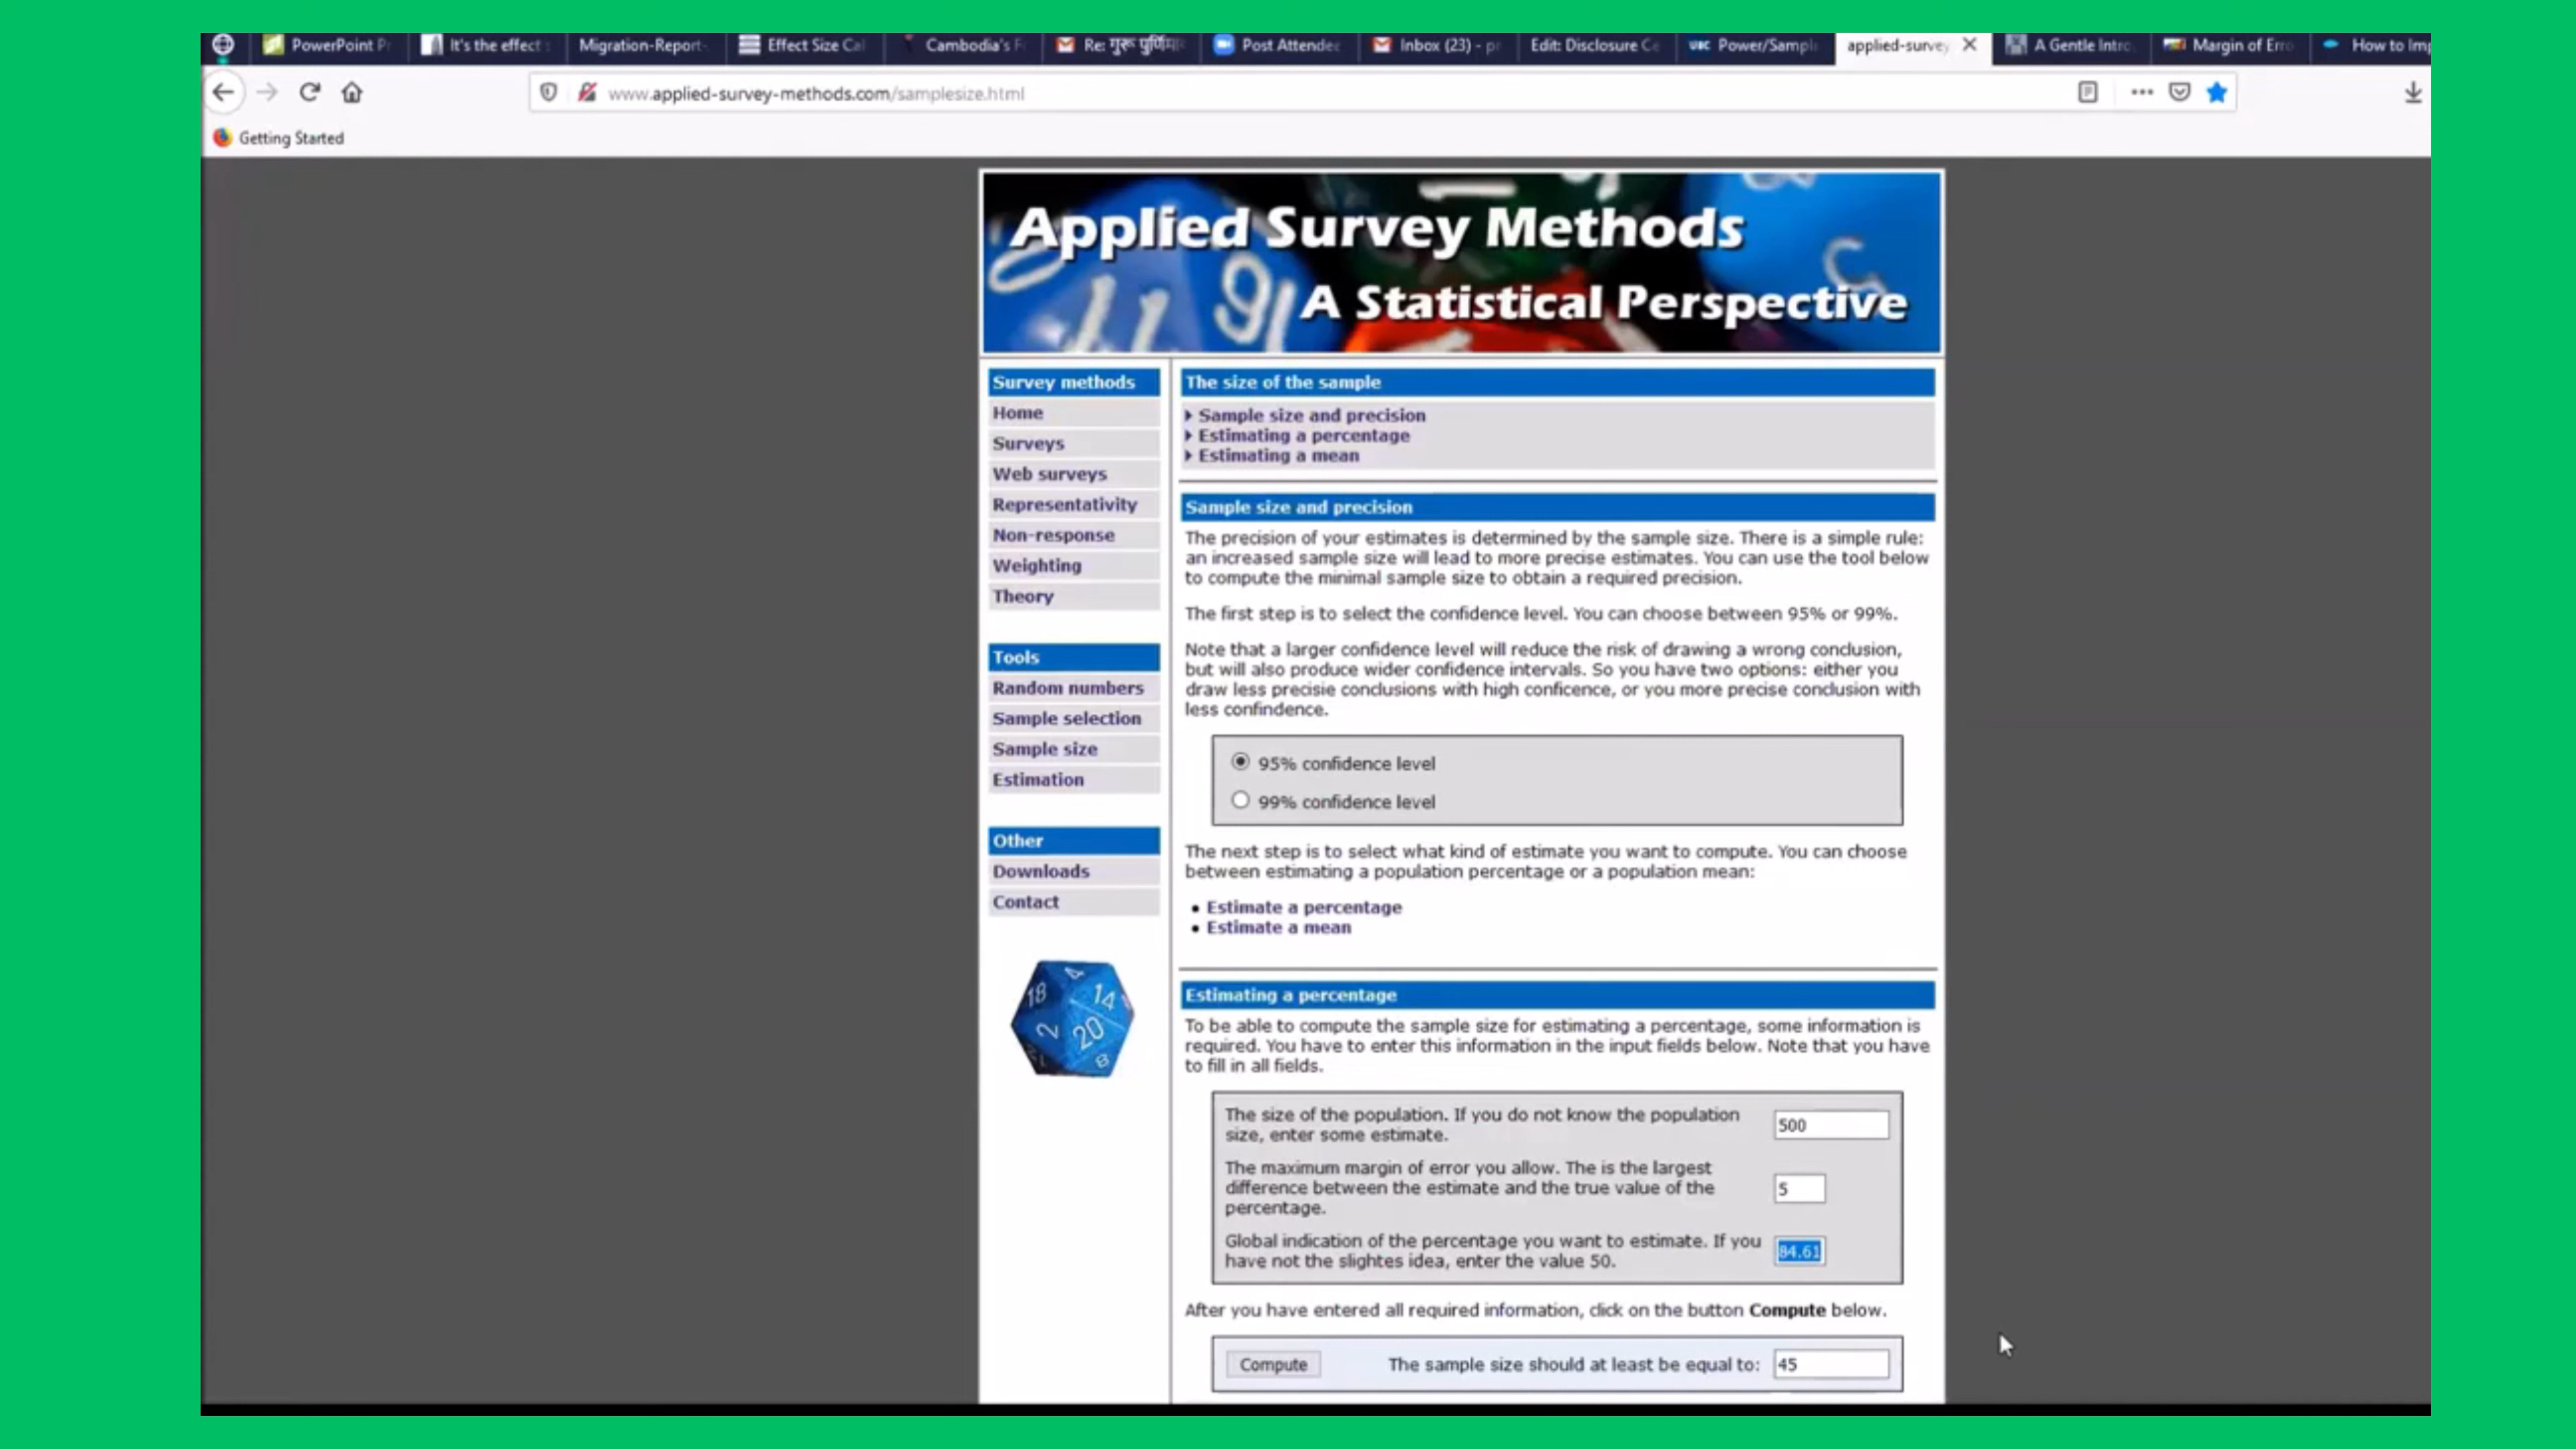 PowerPoint Pr
It's the effect s
Migration-Report-
Effect Size Cal
Cambodia's F
Re: गुरू पुर्णिमा
Post Attendee
Inbox (23) - p
Edit: Disclosure Ce
UBC Power/Sampl
applied-survey
A Gentle Intro
Margin of Erro
How to Imp
www.applied-survey-methods.com/samplesize.html
Getting Started
Applied Survey Methods
A Statistical Perspective
Survey methods
Home
Surveys
Web surveys
Representativity
Non-response
Weighting
Theory
Tools
Random numbers
Sample selection
Sample size
Estimation
Other
Downloads
Contact
18 4 14 2 20 8
The size of the sample
Sample size and precision
Estimating a percentage
Estimating a mean
Sample size and precision
The precision of your estimates is determined by the sample size. There is a simple rule:
an increased sample size will lead to more precise estimates. You can use the tool below
to compute the minimal sample size to obtain a required precision.
The first step is to select the confidence level. You can choose between 95% or 99%.
Note that a larger confidence level will reduce the risk of drawing a wrong conclusion,
but will also produce wider confidence intervals. So you have two options: either you
draw less precisie conclusions with high conficence, or you more precise conclusion with
less confindence.
95% confidence level
99% confidence level
The next step is to select what kind of estimate you want to compute. You can choose
between estimating a population percentage or a population mean:
• Estimate a percentage
• Estimate a mean
Estimating a percentage
To be able to compute the sample size for estimating a percentage, some information is
required. You have to enter this information in the input fields below. Note that you have
to fill in all fields.
The size of the population. If you do not know the population
size, enter some estimate.
500
The maximum margin of error you allow. The is the largest
difference between the estimate and the true value of the
percentage.
5
Global indication of the percentage you want to estimate. If you
have not the slightes idea, enter the value 50.
84.61
After you have entered all required information, click on the button Compute below.
Compute
The sample size should at least be equal to:
45